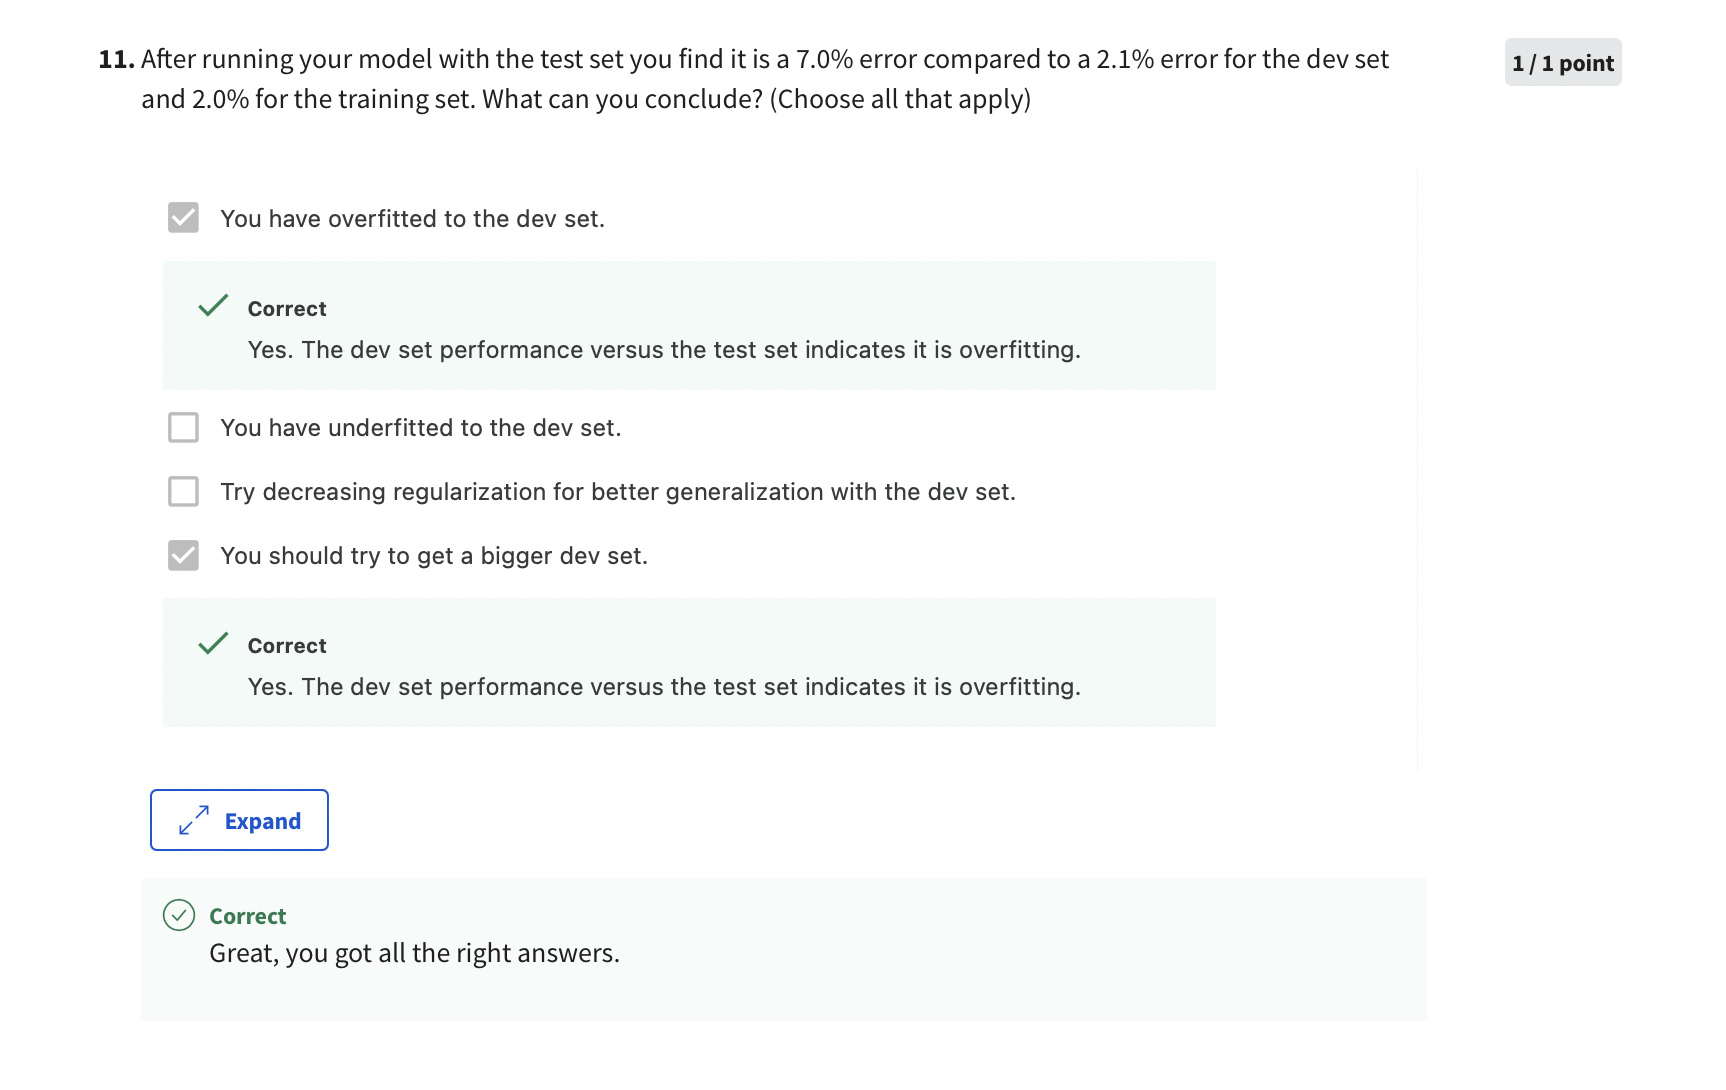 11. After running your model with the test set you find it is a 7.0% error compared to a 2.1% error for the dev set
and 2.0% for the training set. What can you conclude? (Choose all that apply)
1 / 1 point
You have overfitted to the dev set.
Correct
Yes. The dev set performance versus the test set indicates it is overfitting.
You have underfitted to the dev set.
Try decreasing regularization for better generalization with the dev set.
You should try to get a bigger dev set.
Correct
Yes. The dev set performance versus the test set indicates it is overfitting.
Expand
Correct
Great, you got all the right answers.